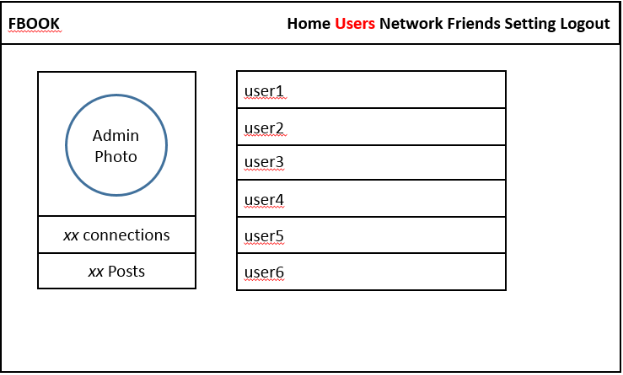 FBOOK
Home Users Network Friends Setting Logout
Admin
Photo
xx connections
xx Posts
user1
user2
user3
user4
user5
user6